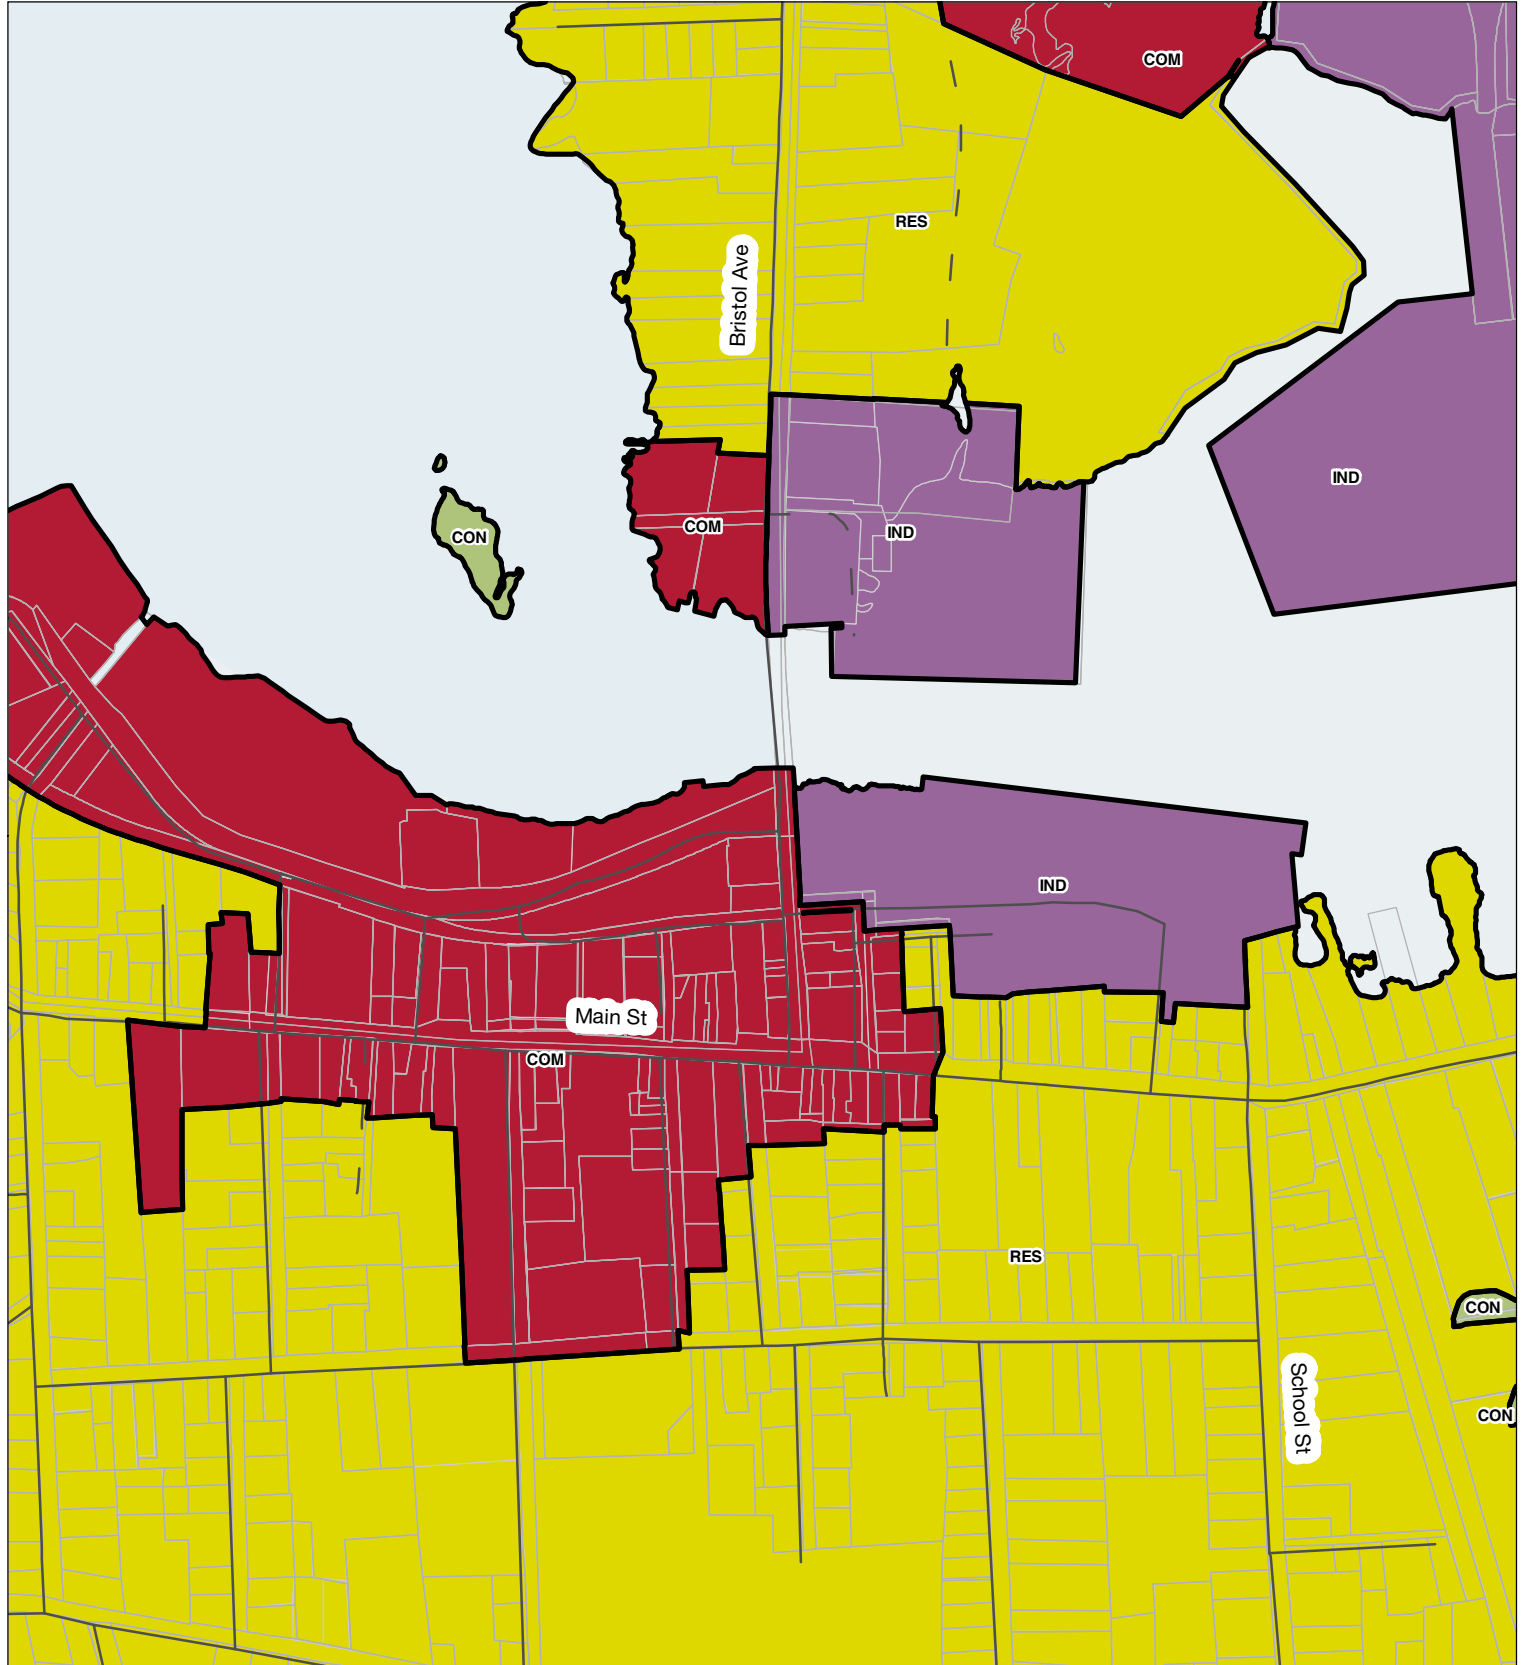 COM
RES
Bristol Ave
IND
COM
IND
CON
IND
Main St
COM
RES
CON
School St
CON